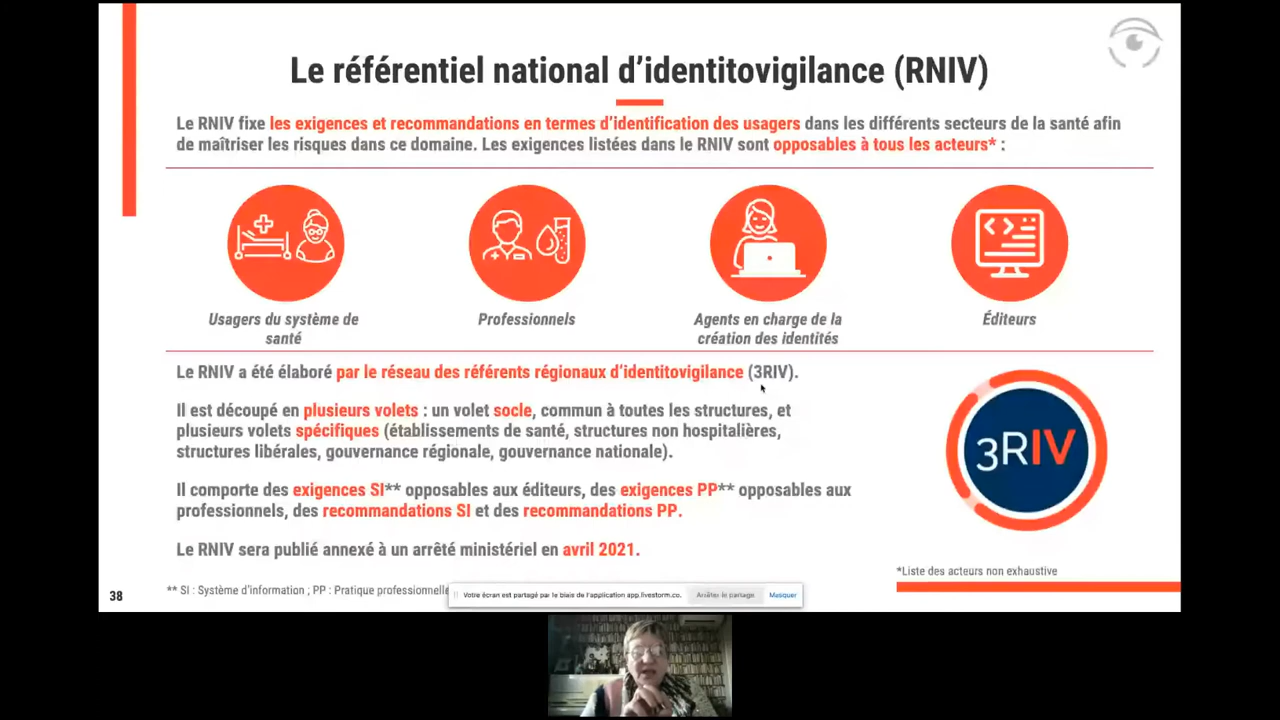 Le référentiel national d'identitovigilance (RNIV)
Le RNIV fixe les exigences et recommandations en termes d'identification des usagers dans les différents secteurs de la santé afin
de maîtriser les risques dans ce domaine. Les exigences listées dans le RNIV sont opposables à tous les acteurs* :
Usagers du système de
santé
Professionnels
Agents en charge de la
création des identités
Éditeurs
Le RNIV a été élaboré par le réseau des référents régionaux d'identitovigilance (3RIV).
Il est découpé en plusieurs volets : un volet socle, commun à toutes les structures, et
plusieurs volets spécifiques (établissements de santé, structures non hospitalières,
structures libérales, gouvernance régionale, gouvernance nationale).
3RIV
Il comporte des exigences SI** opposables aux éditeurs, des exigences PP** opposables aux
professionnels, des recommandations SI et des recommandations PP.
Le RNIV sera publié annexé à un arrêté ministériel en avril 2021.
*Liste des acteurs non exhaustive
38
** SI : Système d'information ; PP : Pratique professionnelle
Votre écran est partagé par le biais de l'application app.livestorm.co.
Arrêter le partage
Masquer